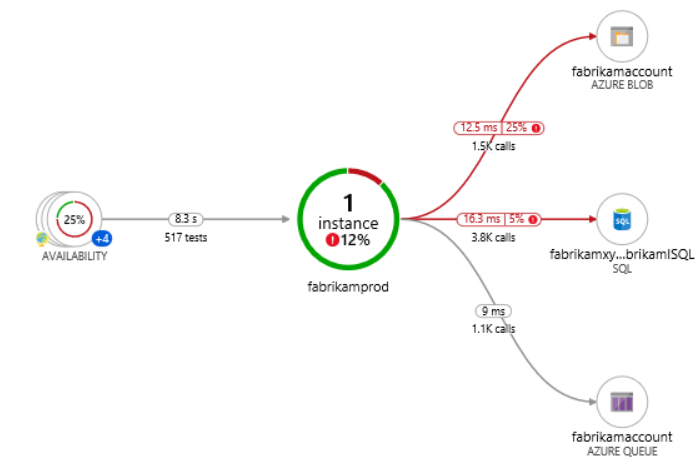 fabrikamaccount
AZURE BLOB
12.5 ms | 25% !
1.5K calls
25%
+4
AVAILABILITY
8.3 s
517 tests
1
instance
! 12%
fabrikamprod
16.3 ms | 5% !
3.8K calls
SQL
fabrikamxy...brikamISQL
SQL
9 ms
1.1K calls
fabrikamaccount
AZURE QUEUE